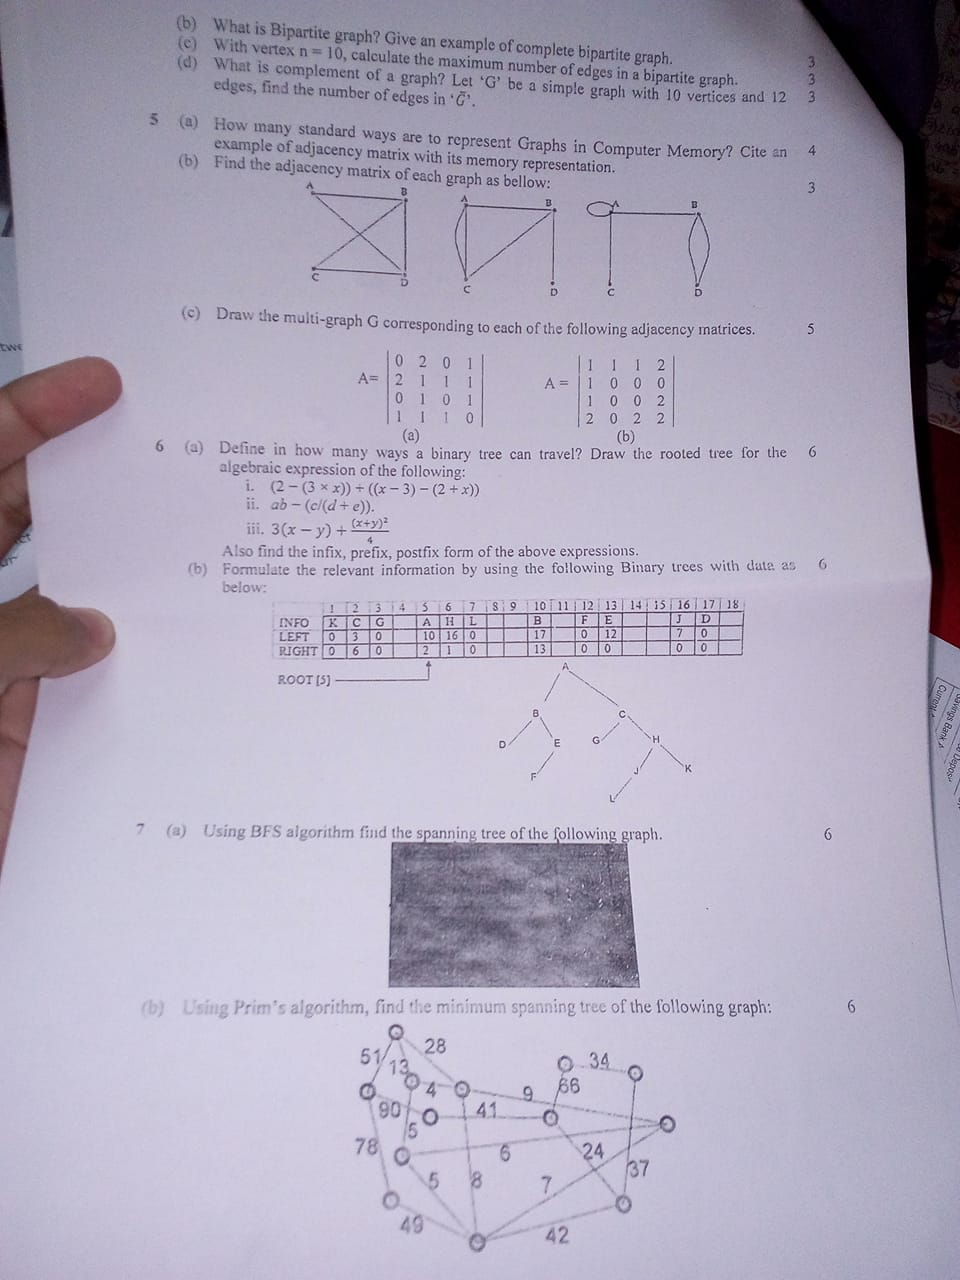 (b) What is Bipartite graph? Give an example of complete bipartite graph. 3
(c) With vertex n = 10, calculate the maximum number of edges in a bipartite graph. 3
(d) What is complement of a graph? Let ‘G’ be a simple graph with 10 vertices and 12 3
edges, find the number of edges in ‘G̅’.
5 (a) How many standard ways are to represent Graphs in Computer Memory? Cite an 4
example of adjacency matrix with its memory representation.
(b) Find the adjacency matrix of each graph as bellow: 3
A B A B A B
C D C D C D
(c) Draw the multi-graph G corresponding to each of the following adjacency matrices. 5
0 2 0 1 1 1 1 2
A= 2 1 1 1 A = 1 0 0 0
0 1 0 1 1 0 0 2
1 1 1 0 2 0 2 2
(a) (b)
6 (a) Define in how many ways a binary tree can travel? Draw the rooted tree for the 6
algebraic expression of the following:
i. (2 – (3 × x)) + ((x – 3) – (2 + x))
ii. ab – (c/(d + e)).
iii. 3(x – y) + (x+y)²/4
Also find the infix, prefix, postfix form of the above expressions.
(b) Formulate the relevant information by using the following Binary trees with data as 6
below:
1 2 3 4 5 6 7 8 9 10 11 12 13 14 15 16 17 18
INFO K C G A H L B F E J D
LEFT 0 3 0 10 16 0 17 0 12 7 0
RIGHT 0 6 0 2 1 0 13 0 0 0 0
ROOT [5]
A
B C
D E G H
F J K
L
7 (a) Using BFS algorithm find the spanning tree of the following graph. 6
(b) Using Prim's algorithm, find the minimum spanning tree of the following graph: 6
28
51 13 34
4 9 66
90 41
5
78 6 24
37
5 8 7
49
42
Savings Bank A
Current A